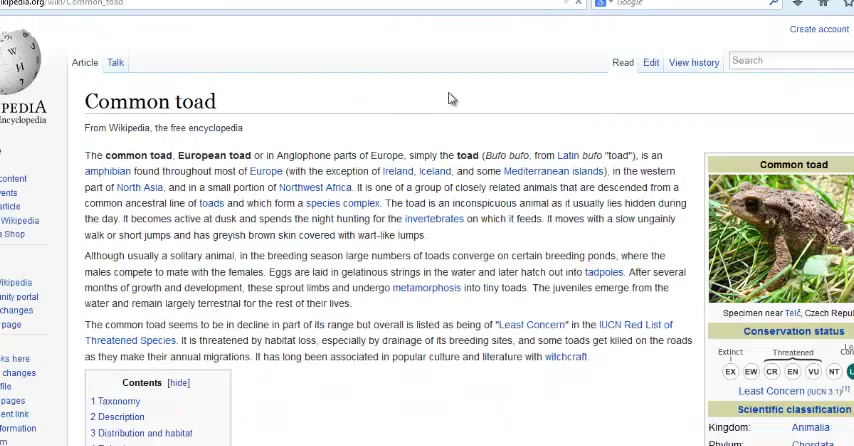 ikipedia.org/wiki/Common_toad
Google
Create account
Article Talk
Read Edit View history
Search
W
PEDIA
Encyclopedia
Common toad
From Wikipedia, the free encyclopedia
content
vents
article
Wikipedia
a Shop
The common toad, European toad or in Anglophone parts of Europe, simply the toad (Bufo bufo, from Latin bufo "toad"), is an
amphibian found throughout most of Europe (with the exception of Ireland, Iceland, and some Mediterranean islands), in the western
part of North Asia, and in a small portion of Northwest Africa. It is one of a group of closely related animals that are descended from a
common ancestral line of toads and which form a species complex. The toad is an inconspicuous animal as it usually lies hidden during
the day. It becomes active at dusk and spends the night hunting for the invertebrates on which it feeds. It moves with a slow ungainly
walk or short jumps and has greyish brown skin covered with wart-like lumps.
Although usually a solitary animal, in the breeding season large numbers of toads converge on certain breeding ponds, where the
males compete to mate with the females. Eggs are laid in gelatinous strings in the water and later hatch out into tadpoles. After several
months of growth and development, these sprout limbs and undergo metamorphosis into tiny toads. The juveniles emerge from the
water and remain largely terrestrial for the rest of their lives.
The common toad seems to be in decline in part of its range but overall is listed as being of "Least Concern" in the IUCN Red List of
Threatened Species. It is threatened by habitat loss, especially by drainage of its breeding sites, and some toads get killed on the roads
as they make their annual migrations. It has long been associated in popular culture and literature with witchcraft.
Wikipedia
unity portal
changes
page
ks here
changes
file
pages
ent link
formation
Contents [hide]
1 Taxonomy
2 Description
3 Distribution and habitat
Common toad
Specimen near Telč, Czech Repu
Conservation status
Extinct Threatened
EX EW CR EN VU NT
Least Concern (IUCN 3.1)[1]
Scientific classification
Kingdom: Animalia
Phylum: Chordata